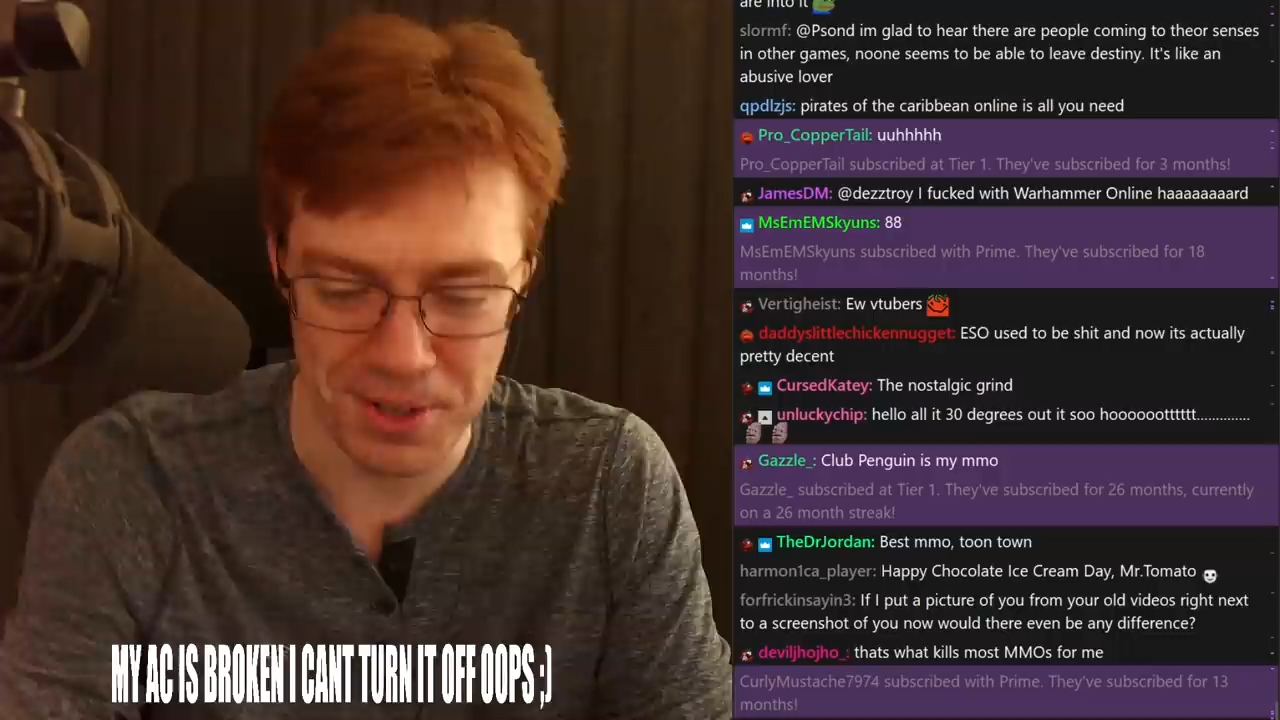 are into it
slormf: @Psond im glad to hear there are people coming to theor senses
in other games, noone seems to be able to leave destiny. It's like an
abusive lover
qpdlzjs: pirates of the caribbean online is all you need
Pro_CopperTail: uuhhhhh
Pro_CopperTail subscribed at Tier 1. They've subscribed for 3 months!
JamesDM: @dezztroy I fucked with Warhammer Online haaaaaaard
MsEmEMSkyuns: 88
MsEmEMSkyuns subscribed with Prime. They've subscribed for 18
months!
Vertigheist: Ew vtubers
daddyslittlechickennugget: ESO used to be shit and now its actually
pretty decent
CursedKatey: The nostalgic grind
unluckychip: hello all it 30 degrees out it soo hoooooottttt.............
Gazzle_: Club Penguin is my mmo
Gazzle_ subscribed at Tier 1. They've subscribed for 26 months, currently
on a 26 month streak!
TheDrJordan: Best mmo, toon town
harmon1ca_player: Happy Chocolate Ice Cream Day, Mr.Tomato
forfrickinsayin3: If I put a picture of you from your old videos right next
to a screenshot of you now would there even be any difference?
deviljhojho_: thats what kills most MMOs for me
CurlyMustache7974 subscribed with Prime. They've subscribed for 13
months!
MY AC IS BROKEN I CANT TURN IT OFF OOPS ;)